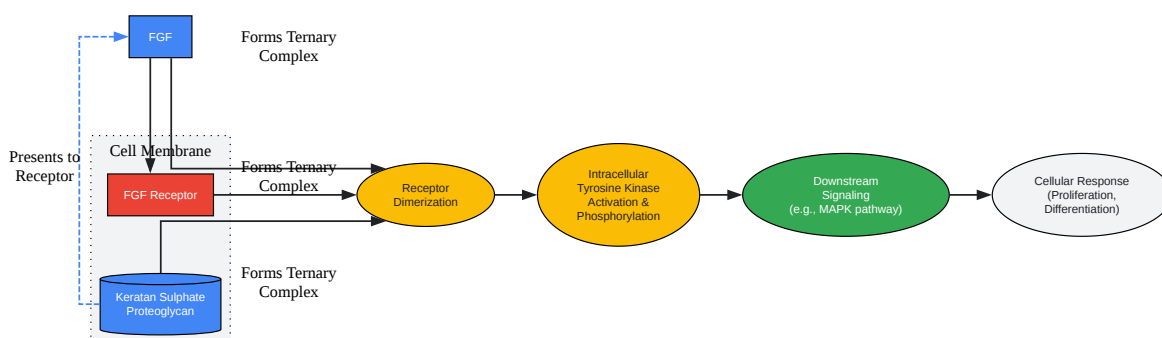 FGF
Forms Ternary
Complex
Cell Membrane
Presents to
Receptor
FGF Receptor
Forms Ternary
Complex
Receptor
Dimerization
Intracellular
Tyrosine Kinase
Activation &
Phosphorylation
Downstream
Signaling
(e.g., MAPK pathway)
Cellular Response
(Proliferation,
Differentiation)
Keratan Sulphate
Proteoglycan
Forms Ternary
Complex